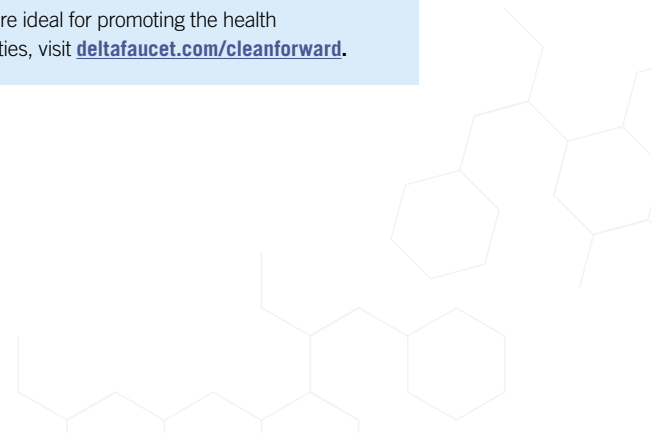 re ideal for promoting the health
ties, visit deltafaucet.com/cleanforward.